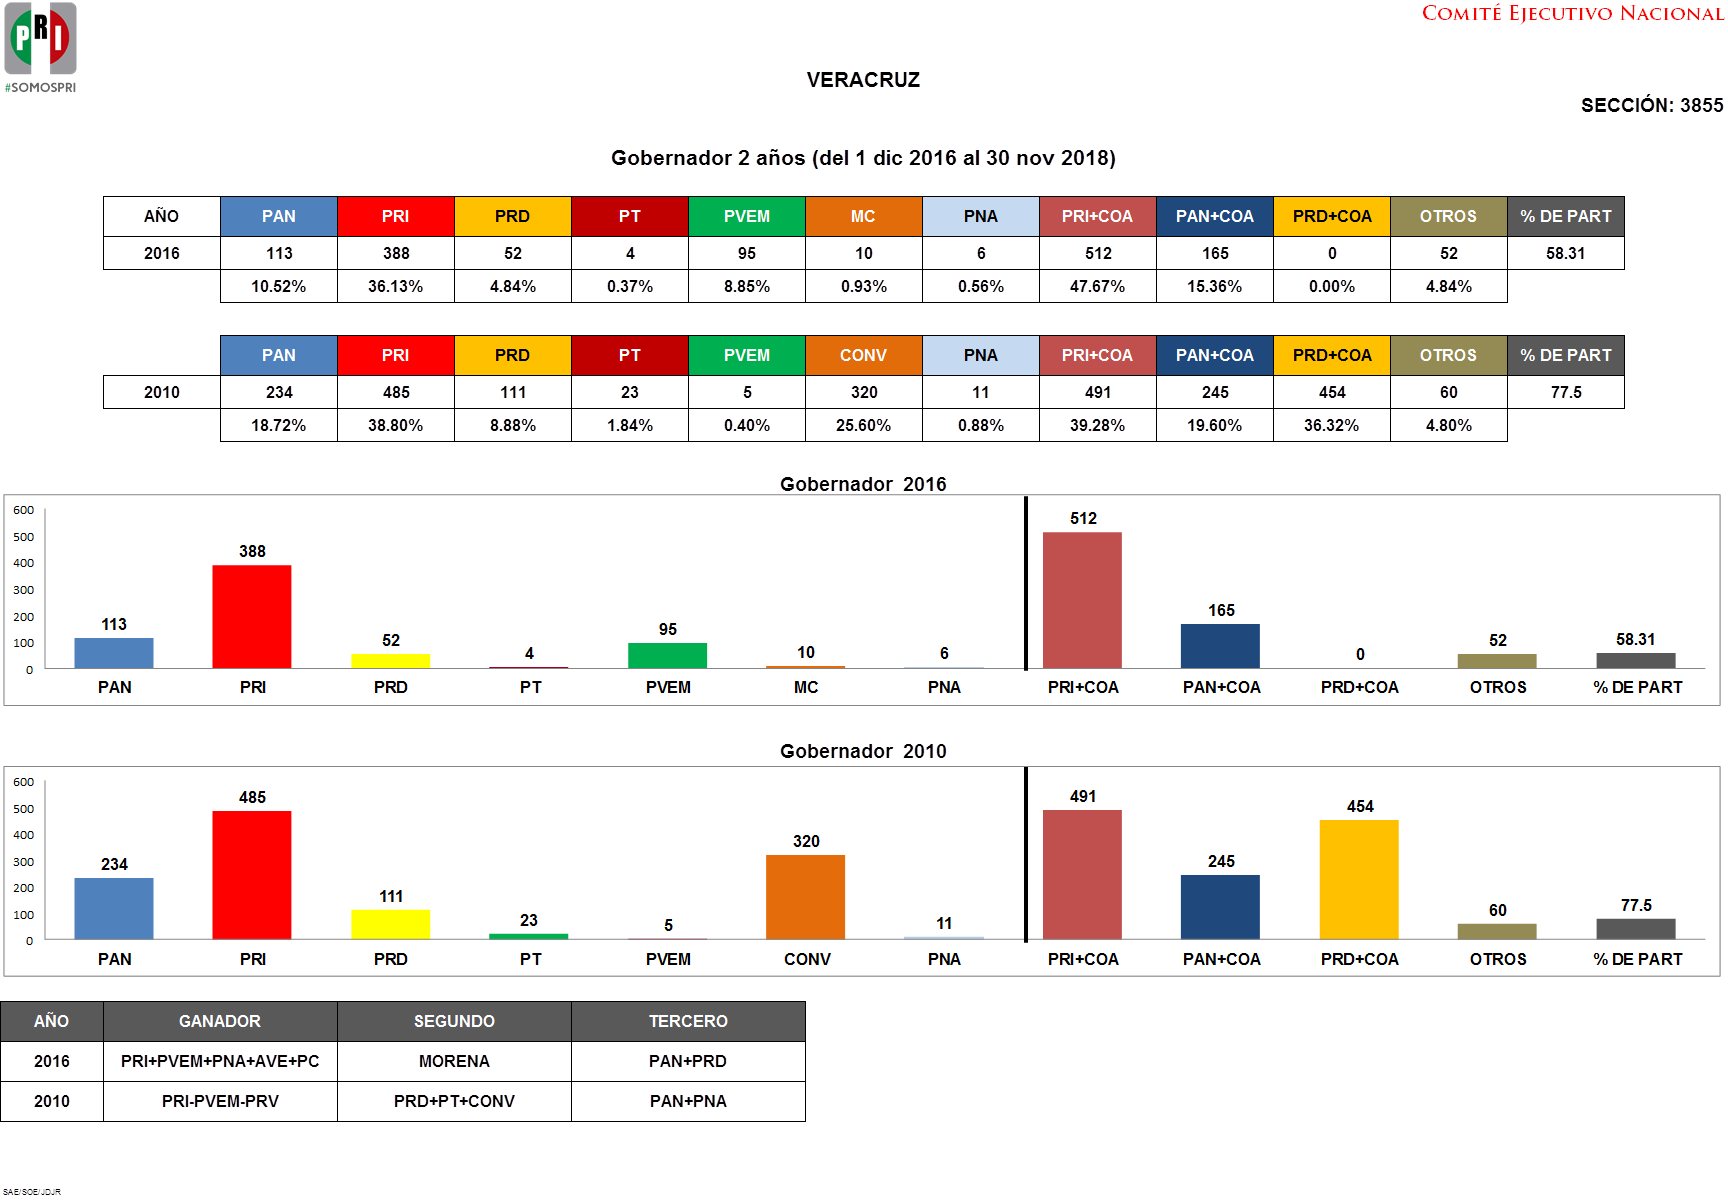 PRI
#SOMOSPRI
COMITÉ EJECUTIVO NACIONAL
VERACRUZ
SECCIÓN: 3855
Gobernador 2 años (del 1 dic 2016 al 30 nov 2018)
AÑO PAN PRI PRD PT PVEM MC PNA PRI+COA PAN+COA PRD+COA OTROS % DE PART
2016 113 388 52 4 95 10 6 512 165 0 52 58.31
10.52% 36.13% 4.84% 0.37% 8.85% 0.93% 0.56% 47.67% 15.36% 0.00% 4.84%
PAN PRI PRD PT PVEM CONV PNA PRI+COA PAN+COA PRD+COA OTROS % DE PART
2010 234 485 111 23 5 320 11 491 245 454 60 77.5
18.72% 38.80% 8.88% 1.84% 0.40% 25.60% 0.88% 39.28% 19.60% 36.32% 4.80%
Gobernador 2016
600
500
400
300
200
100
0
113 388 52 4 95 10 6 512 165 0 52 58.31
PAN PRI PRD PT PVEM MC PNA PRI+COA PAN+COA PRD+COA OTROS % DE PART
Gobernador 2010
600
500
400
300
200
100
0
234 485 111 23 5 320 11 491 245 454 60 77.5
PAN PRI PRD PT PVEM CONV PNA PRI+COA PAN+COA PRD+COA OTROS % DE PART
AÑO GANADOR SEGUNDO TERCERO
2016 PRI+PVEM+PNA+AVE+PC MORENA PAN+PRD
2010 PRI-PVEM-PRV PRD+PT+CONV PAN+PNA
SAE/SOE/JDJR